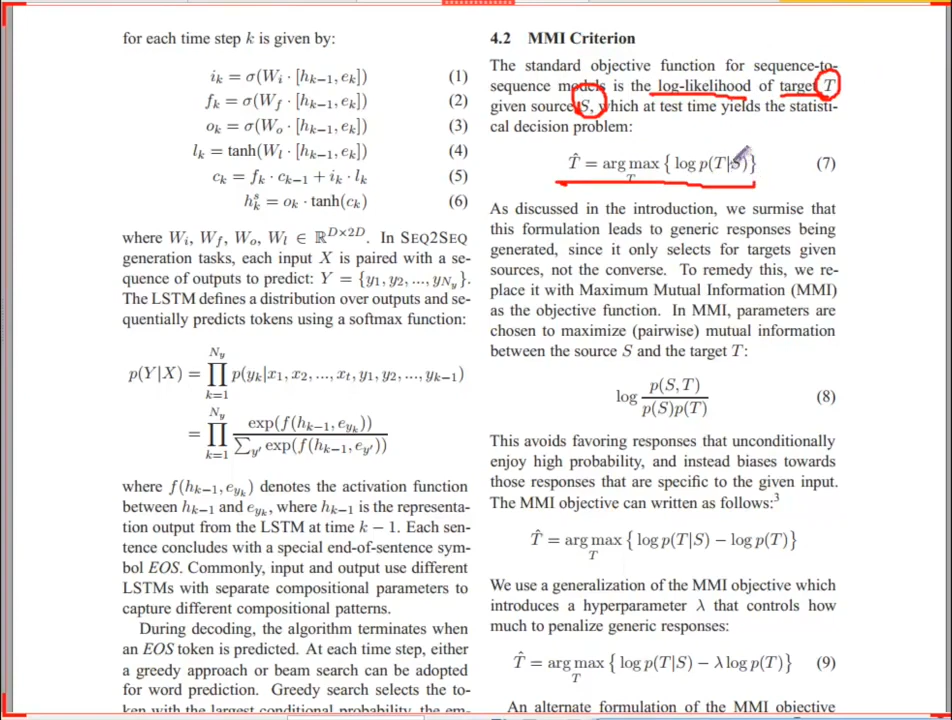 for each time step k is given by:
i_k = σ(W_i · [h_{k−1}, e_k]) (1)
f_k = σ(W_f · [h_{k−1}, e_k]) (2)
o_k = σ(W_o · [h_{k−1}, e_k]) (3)
l_k = tanh(W_l · [h_{k−1}, e_k]) (4)
c_k = f_k · c_{k−1} + i_k · l_k (5)
h^s_k = o_k · tanh(c_k) (6)
where W_i, W_f, W_o, W_l ∈ ℝ^{D×2D}. In SEQ2SEQ
generation tasks, each input X is paired with a se-
quence of outputs to predict: Y = {y_1, y_2, ..., y_{N_y}}.
The LSTM defines a distribution over outputs and se-
quentially predicts tokens using a softmax function:
p(Y|X) = ∏_{k=1}^{N_y} p(y_k|x_1, x_2, ..., x_t, y_1, y_2, ..., y_{k−1})
= ∏_{k=1}^{N_y} exp(f(h_{k−1}, e_{y_k})) / ∑_{y'} exp(f(h_{k−1}, e_{y'}))
where f(h_{k−1}, e_{y_k}) denotes the activation function
between h_{k−1} and e_{y_k}, where h_{k−1} is the representa-
tion output from the LSTM at time k − 1. Each sen-
tence concludes with a special end-of-sentence sym-
bol EOS. Commonly, input and output use different
LSTMs with separate compositional parameters to
capture different compositional patterns.
During decoding, the algorithm terminates when
an EOS token is predicted. At each time step, either
a greedy approach or beam search can be adopted
for word prediction. Greedy search selects the to-
ken with the largest conditional probability, the em-
4.2 MMI Criterion
The standard objective function for sequence-to-
sequence models is the log-likelihood of target T
given source S, which at test time yields the statisti-
cal decision problem:
T̂ = arg max_T { log p(T|S) } (7)
As discussed in the introduction, we surmise that
this formulation leads to generic responses being
generated, since it only selects for targets given
sources, not the converse. To remedy this, we re-
place it with Maximum Mutual Information (MMI)
as the objective function. In MMI, parameters are
chosen to maximize (pairwise) mutual information
between the source S and the target T:
log p(S, T) / p(S)p(T) (8)
This avoids favoring responses that unconditionally
enjoy high probability, and instead biases towards
those responses that are specific to the given input.
The MMI objective can written as follows:³
T̂ = arg max_T { log p(T|S) − log p(T) }
We use a generalization of the MMI objective which
introduces a hyperparameter λ that controls how
much to penalize generic responses:
T̂ = arg max_T { log p(T|S) − λ log p(T) } (9)
An alternate formulation of the MMI objective